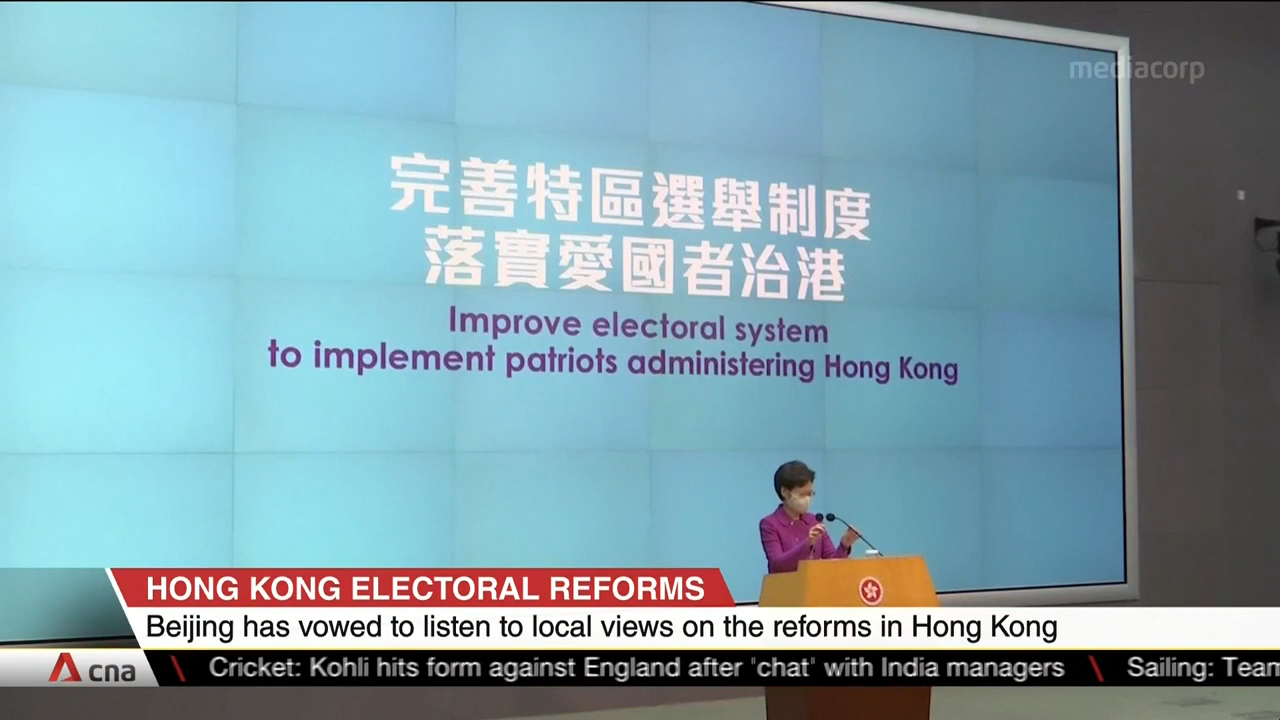 mediacorp
完善特區選舉制度
落實愛國者治港
Improve electoral system
to implement patriots administering Hong Kong
HONG KONG ELECTORAL REFORMS
Beijing has vowed to listen to local views on the reforms in Hong Kong
cna \ Cricket: Kohli hits form against England after "chat" with India managers \ Sailing: Team